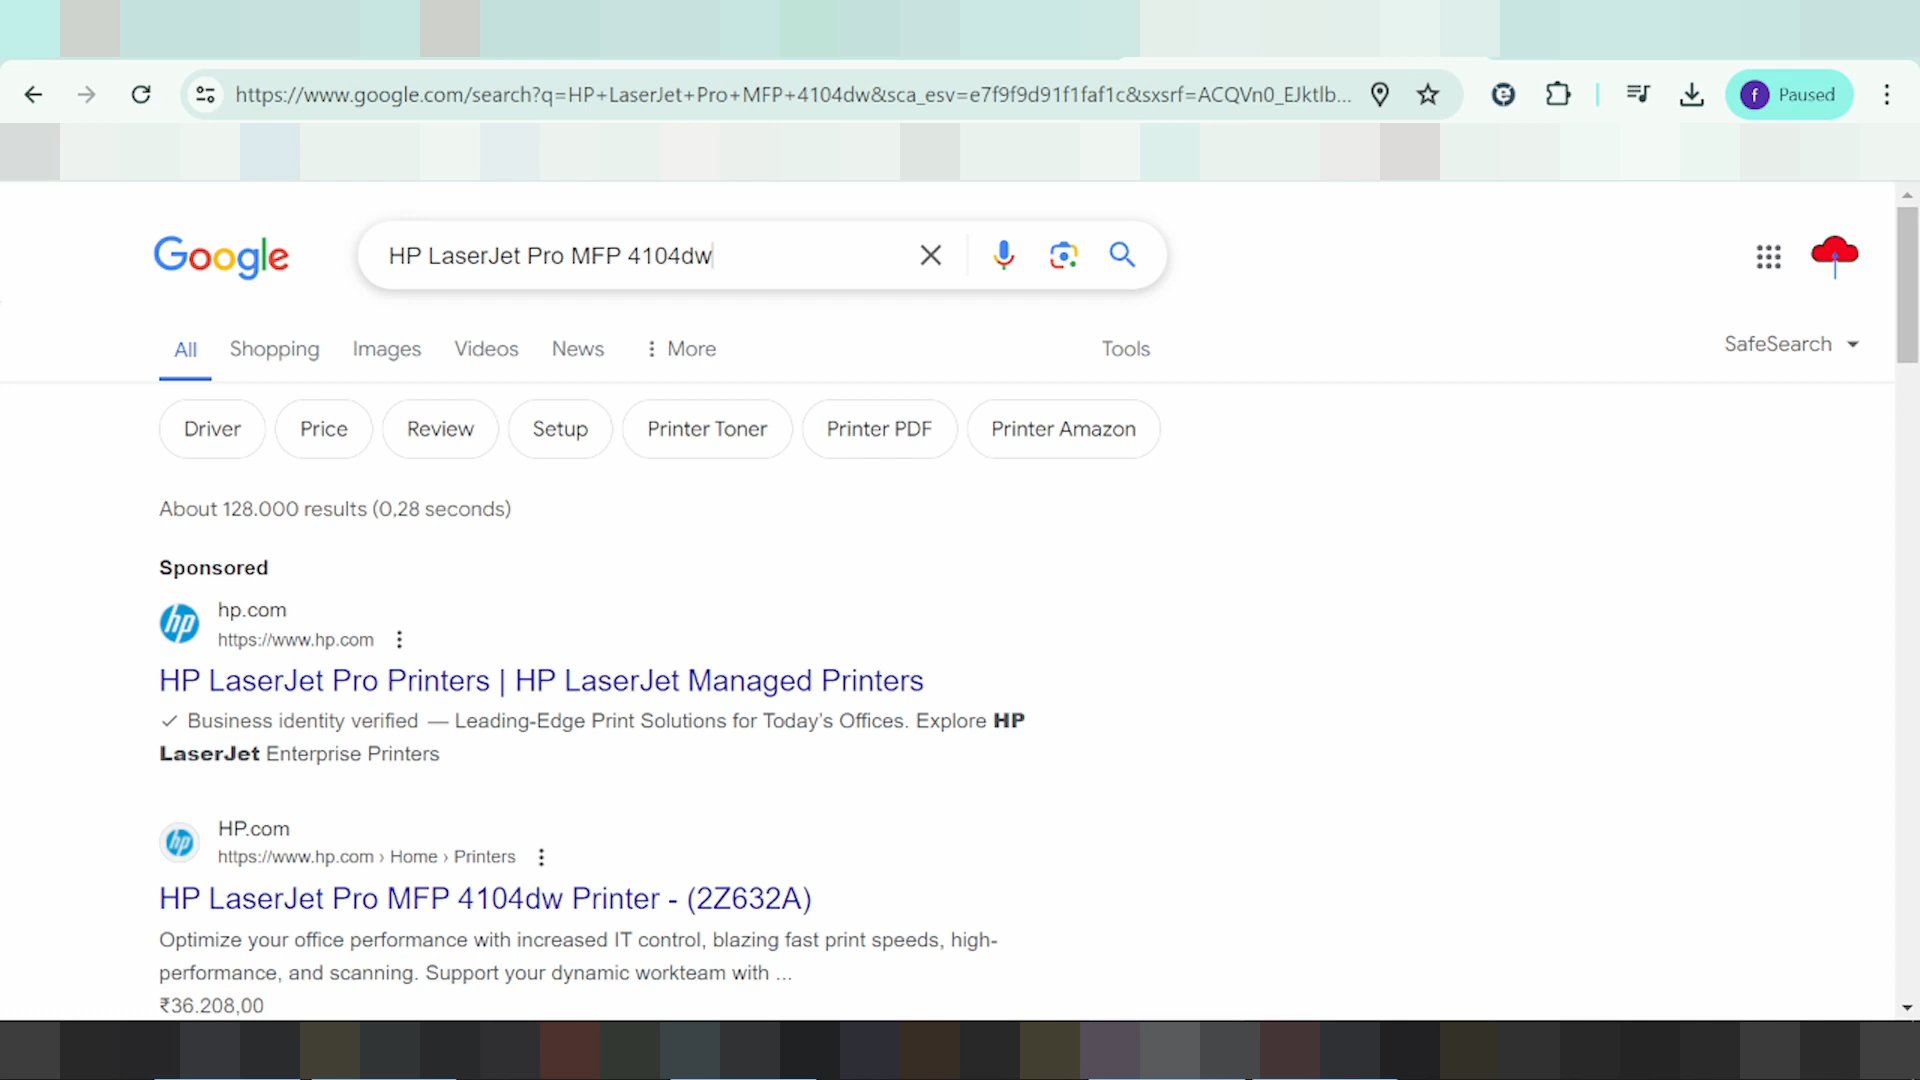 https://www.google.com/search?q=HP+LaserJet+Pro+MFP+4104dw&sca_esv=e7f9f9d91f1faf1c&sxsrf=ACQVn0_EJktlb...
f Paused
Google
HP LaserJet Pro MFP 4104dw
All Shopping Images Videos News More Tools
SafeSearch
Driver Price Review Setup Printer Toner Printer PDF Printer Amazon
About 128.000 results (0,28 seconds)
Sponsored
hp
hp.com
https://www.hp.com
HP LaserJet Pro Printers | HP LaserJet Managed Printers
✓ Business identity verified — Leading-Edge Print Solutions for Today's Offices. Explore HP
LaserJet Enterprise Printers
hp
HP.com
https://www.hp.com › Home › Printers
HP LaserJet Pro MFP 4104dw Printer - (2Z632A)
Optimize your office performance with increased IT control, blazing fast print speeds, high-
performance, and scanning. Support your dynamic workteam with ...
₹36.208,00